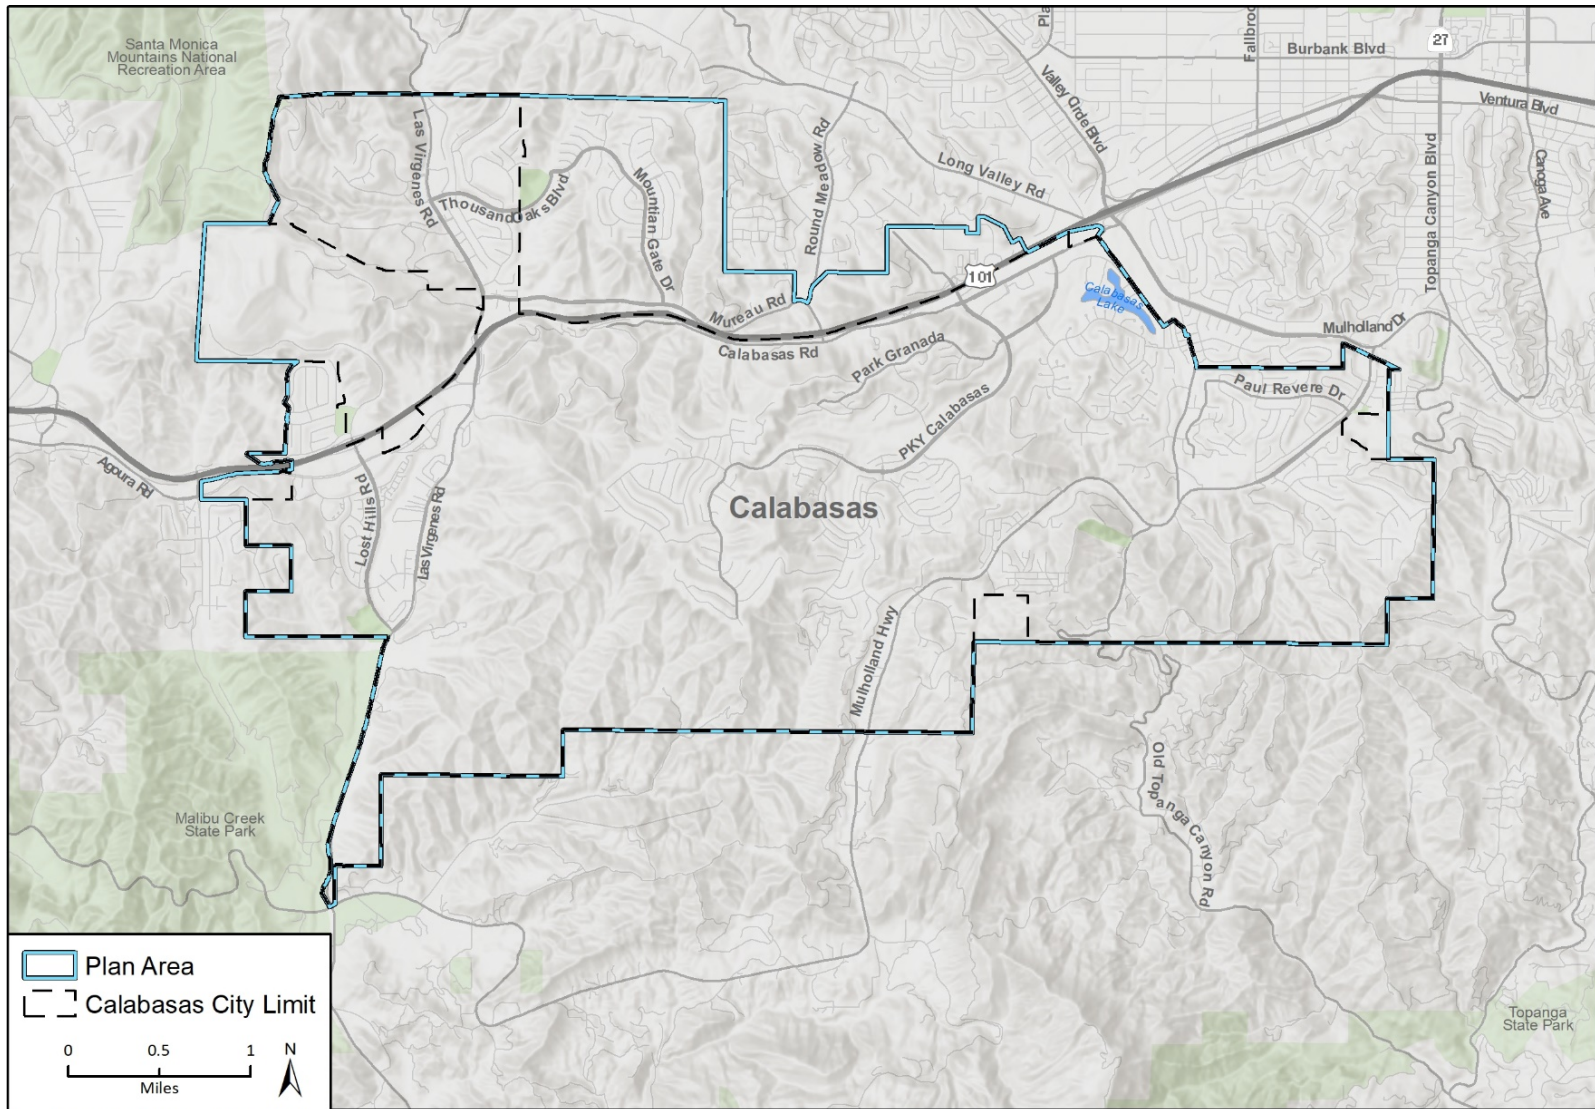 Santa Monica
Mountains National
Recreation Area
Pla
Fallbroo
Burbank Blvd
27
Valley Circle Blvd
Ventura Blvd
Las Virgenes Rd
Round Meadow Rd
Long Valley Rd
Topanga Canyon Blvd
Canoga Ave
Thousand Oaks Blvd
Mountian Gate Dr
101
Calabasas
Lake
Mureau Rd
Calabasas Rd
Mulholland Dr
Park Granada
Paul Revere Dr
PKY Calabasas
Agoura Rd
Lost Hills Rd
Las Virgenes Rd
Calabasas
Mulholland Hwy
Old Topanga Canyon Rd
Malibu Creek
State Park
Topanga
State Park
Plan Area
Calabasas City Limit
0 0.5 1
Miles
N